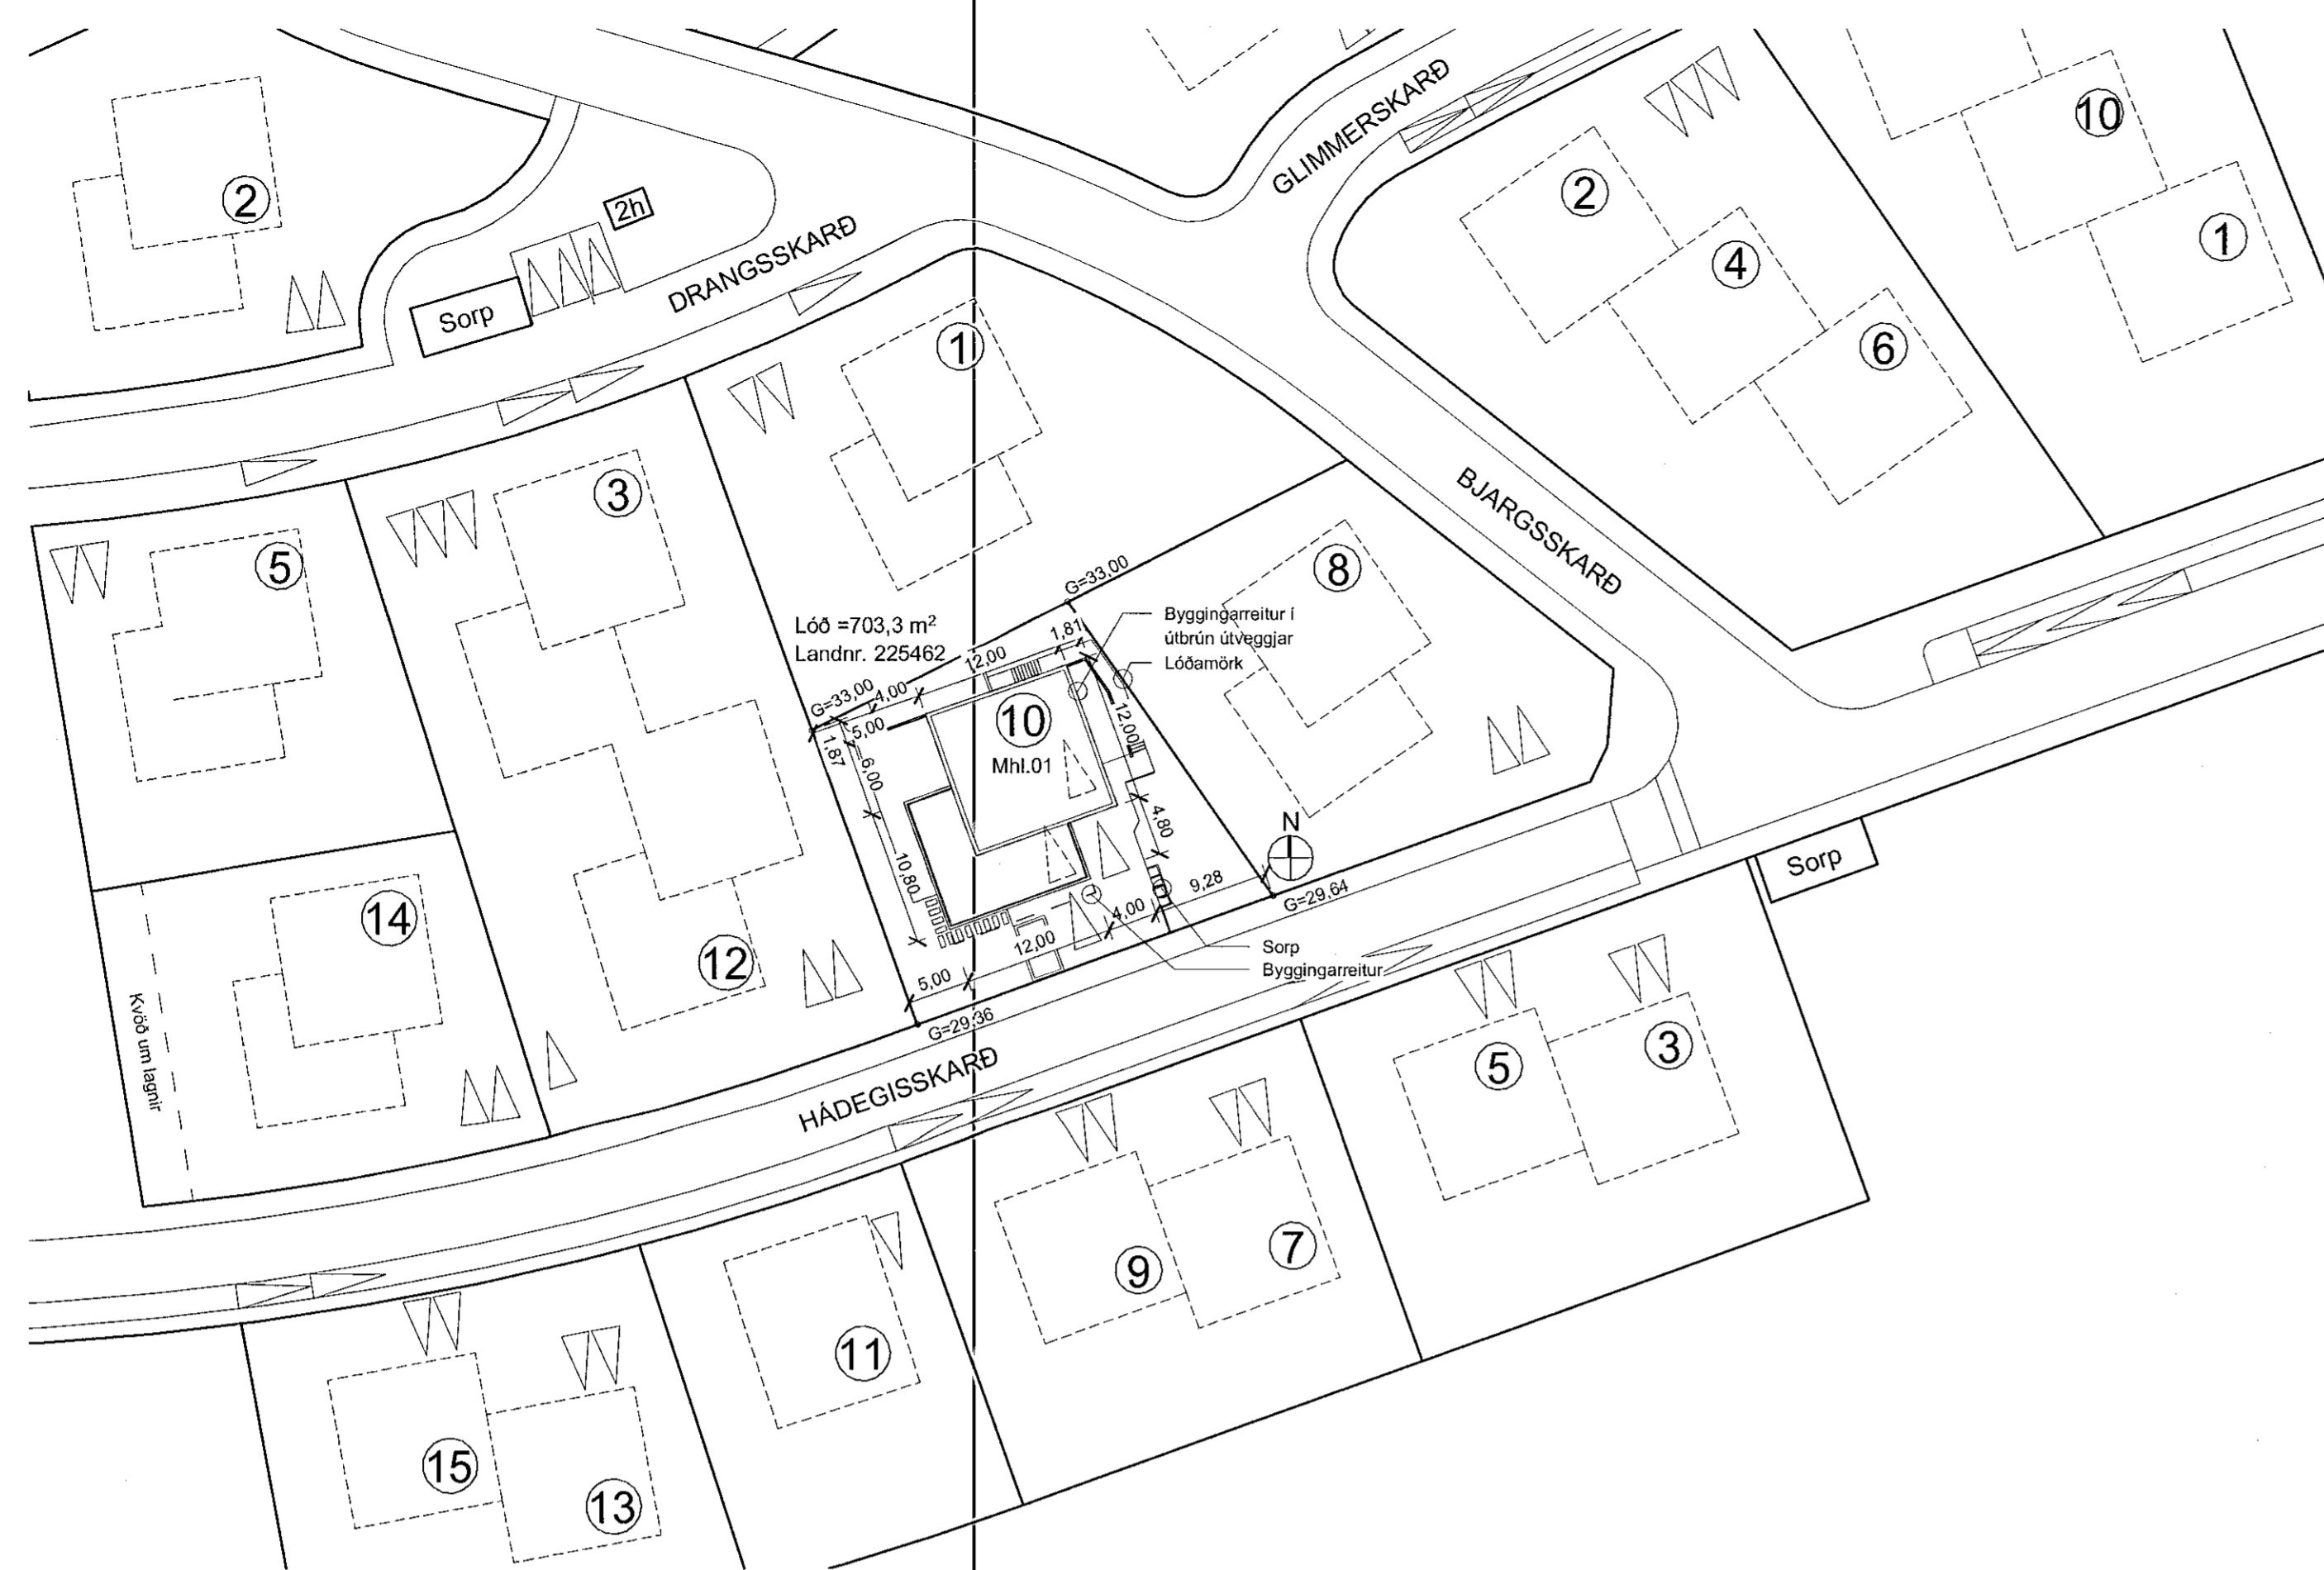 GLIMMERSKARÐ
10
2
2
2h
1
DRANGSSKARÐ
4
Sorp
1
6
3
BJARGSSKARÐ
5
8
G=33,00
Lóð =703,3 m²
Landnr. 225462
Byggingarreitur í
útbrún útveggjar
Lóðamörk
1,81
12,00
G=33,00
4,00
5,00
1,87
6,00
10
Mhl.01
12,00
4,80
N
10,80
9,28
G=29,64
4,00
Sorp
14
12
12,00
Sorp
Byggingarreitur
5,00
G=29,36
Kvöð um lagnir
HÁDEGISSKARÐ
5
3
9
7
11
15
13